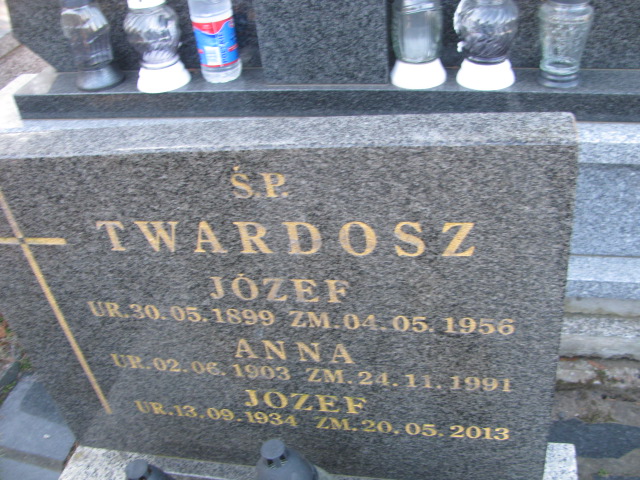 Ś.P.
TWARDOSZ
JÓZEF
UR.30.05.1899 ZM.04.05.1956
ANNA
UR.02.06.1903 ZM.24.11.1991
JÓZEF
UR.13.09.1934 ZM.20.05.2013